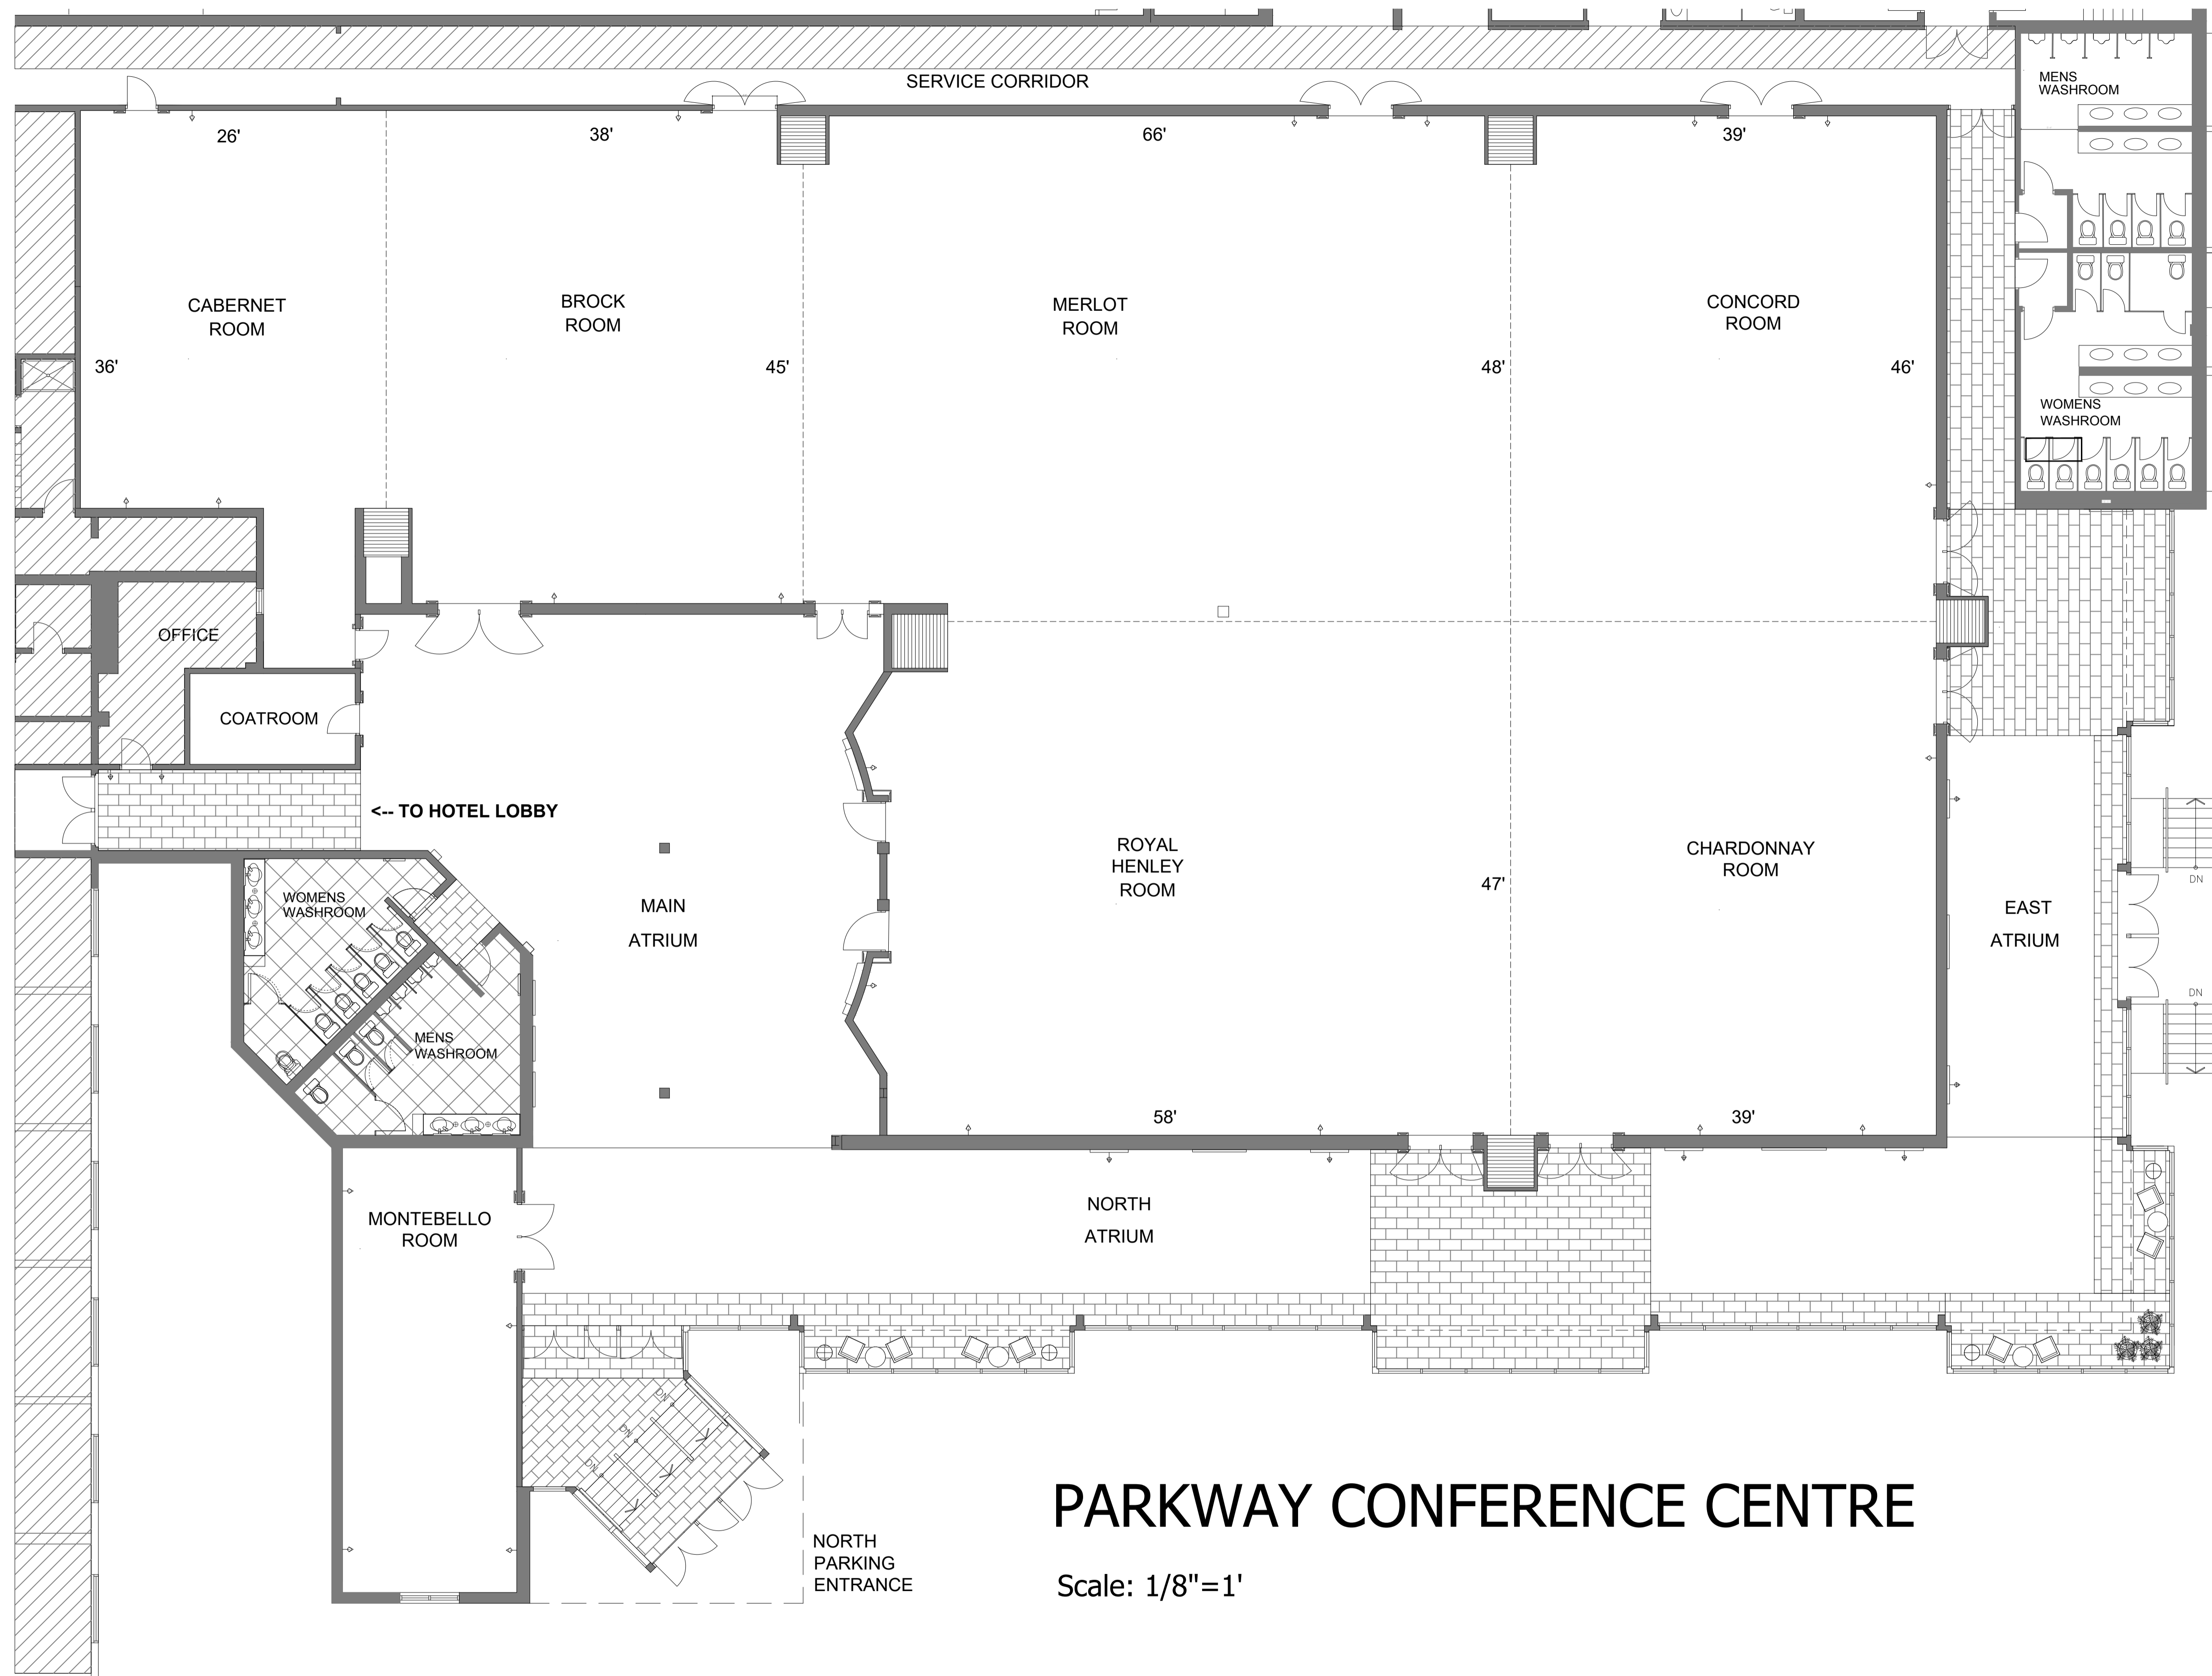 SERVICE CORRIDOR
MENS
WASHROOM
26'
38'
66'
39'
CABERNET
ROOM
BROCK
ROOM
MERLOT
ROOM
CONCORD
ROOM
36'
45'
48'
46'
WOMENS
WASHROOM
OFFICE
COATROOM
<-- TO HOTEL LOBBY
ROYAL
HENLEY
ROOM
CHARDONNAY
ROOM
47'
DN
WOMENS
WASHROOM
MAIN
ATRIUM
EAST
ATRIUM
DN
MENS
WASHROOM
58'
39'
MONTEBELLO
ROOM
NORTH
ATRIUM
DN
DN
DN
PARKWAY CONFERENCE CENTRE
NORTH
PARKING
ENTRANCE
Scale: 1/8"=1'